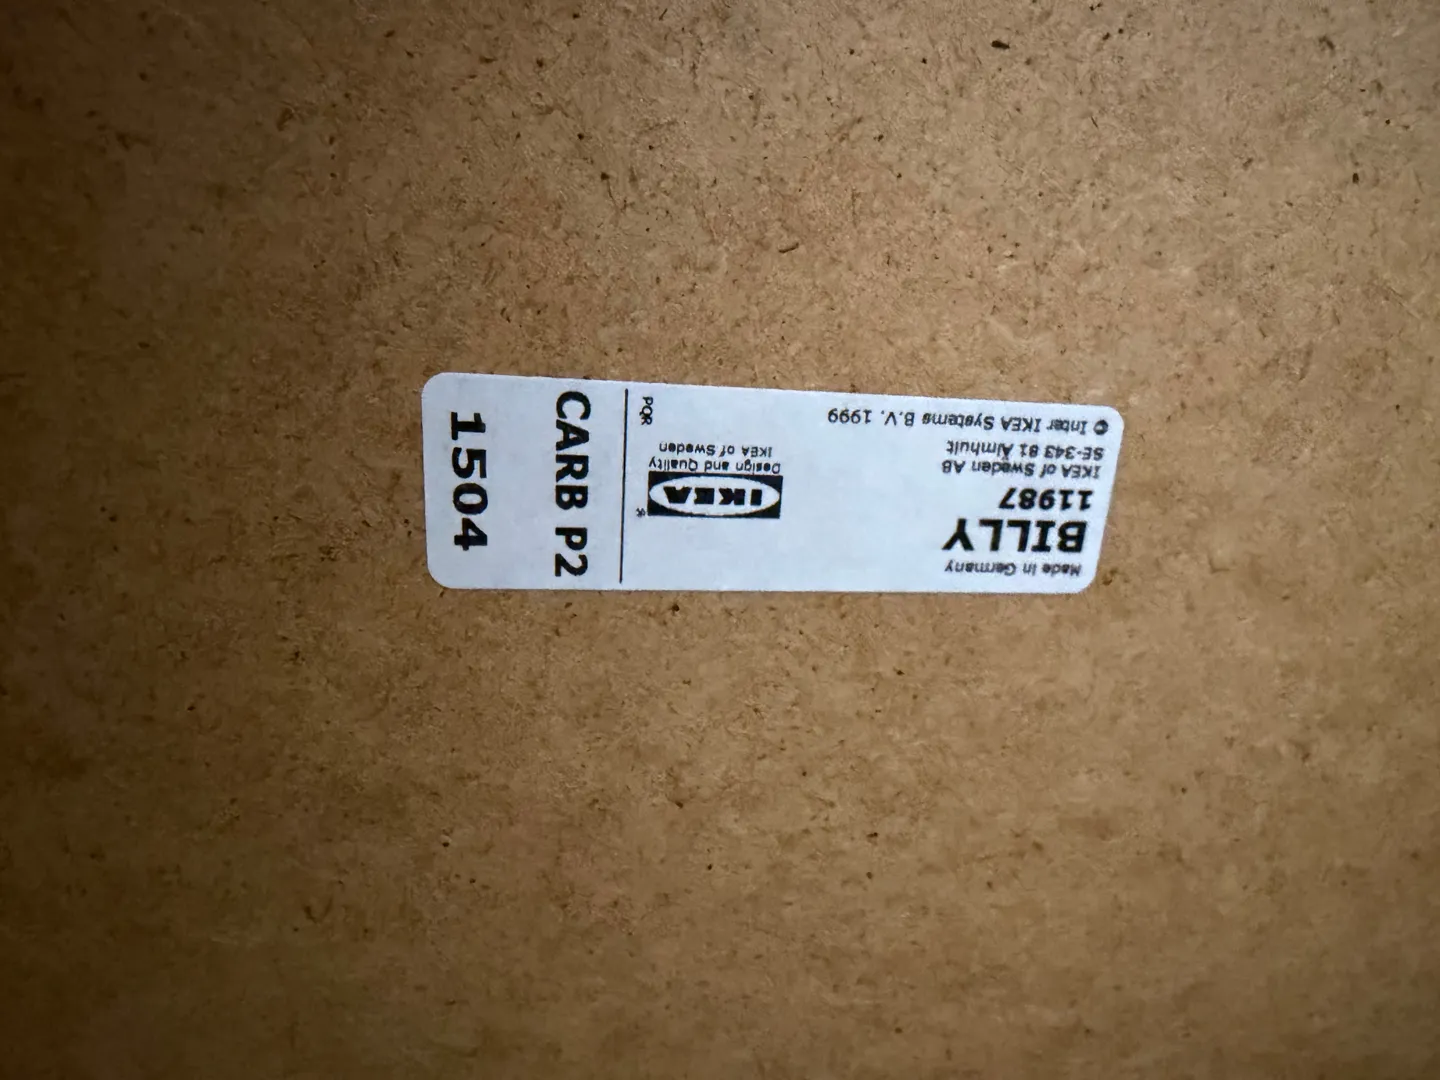 Made in Germany
BILLY
11987
IKEA of Sweden AB
SE-343 81 Älmhult
© Inter IKEA Systems B.V. 1999
IKEA
®
Design and Quality
IKEA of Sweden
PQR
CARB P2
1504